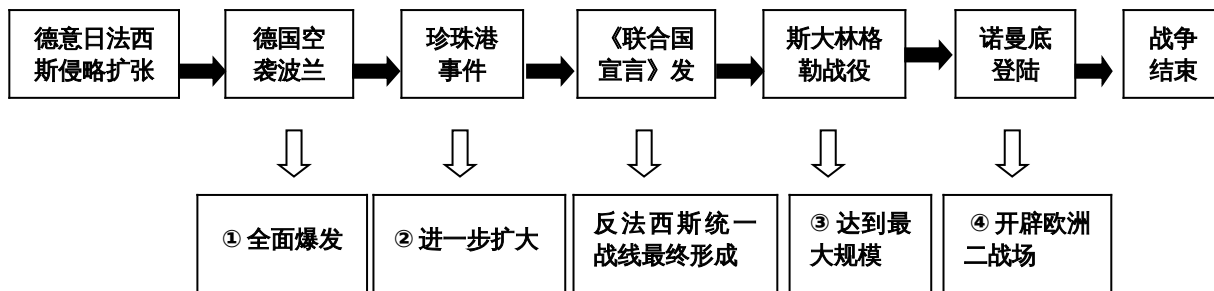 德意日法西
斯侵略扩张
德国空
袭波兰
珍珠港
事件
《联合国
宣言》发
斯大林格
勒战役
诺曼底
登陆
战争
结束
① 全面爆发
② 进一步扩大
反法西斯统一
战线最终形成
③ 达到最
大规模
④ 开辟欧洲
二战场